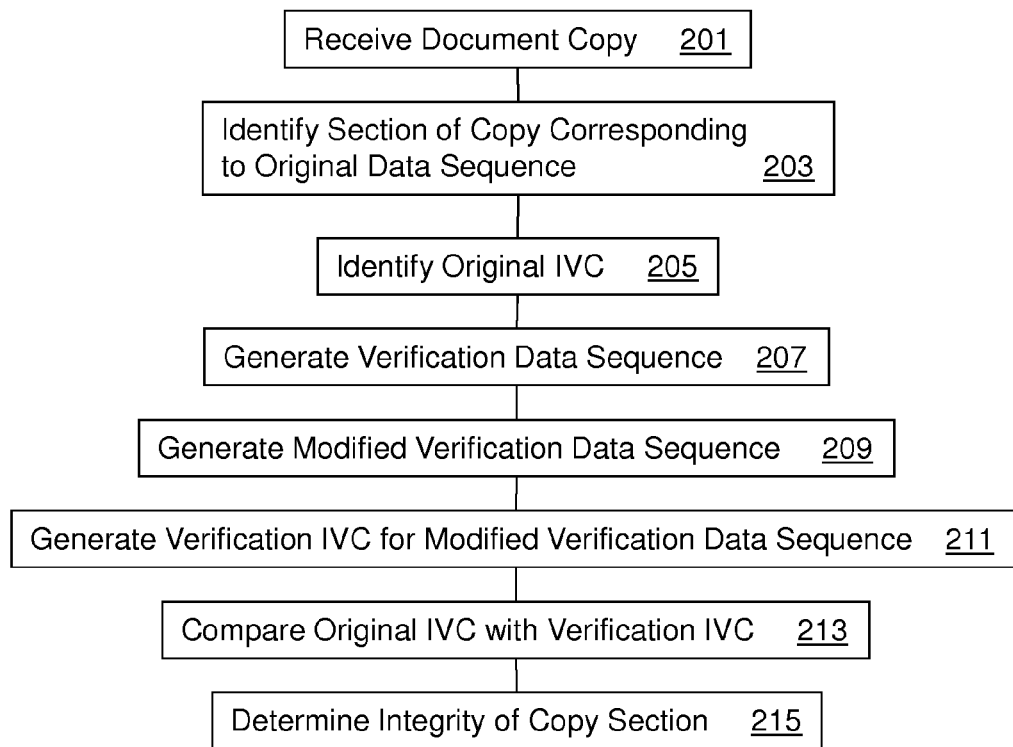 Receive Document Copy 201
Identify Section of Copy Corresponding
to Original Data Sequence 203
Identify Original IVC 205
Generate Verification Data Sequence 207
Generate Modified Verification Data Sequence 209
Generate Verification IVC for Modified Verification Data Sequence 211
Compare Original IVC with Verification IVC 213
Determine Integrity of Copy Section 215